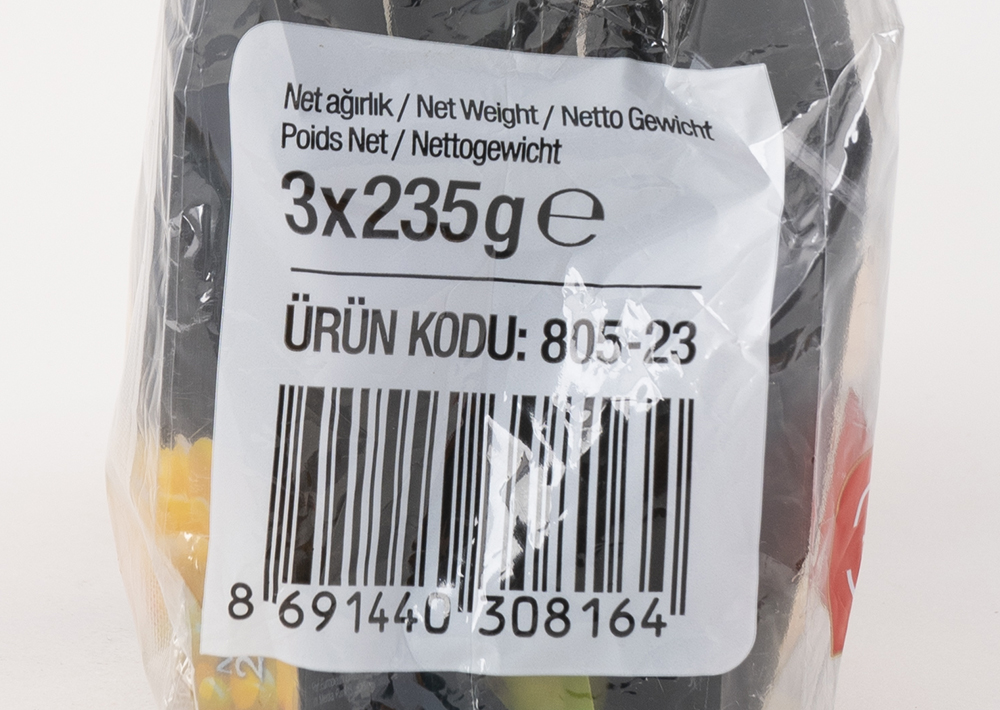 Net ağırlık / Net Weight / Netto Gewicht
Poids Net / Nettogewicht
3x235g ℮
ÜRÜN KODU: 805-23
8 691440 308164